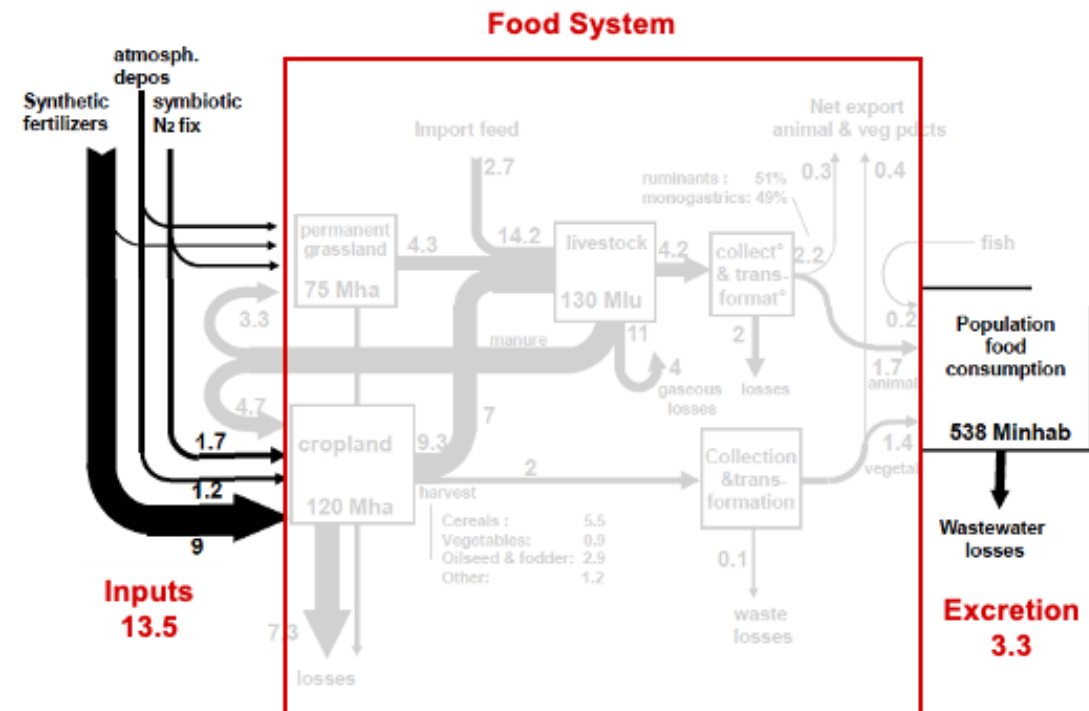 Food System
atmosph.
depos
Synthetic
fertilizers
symbiotic
N2 fix
Import feed
2.7
Net export
animal & veg pdcts
0.3
0.4
ruminants : 51%
monogastrics: 49%
permanent
grassland
75 Mha
4.3
14.2
livestock
130 Mlu
4.2
collect°
& trans-
format°
2.2
fish
0.2
3.3
manure
11
4
gaseous
losses
2
losses
1.7
animal
Population
food
consumption
538 Minhab
4.7
1.7
1.2
9
cropland
120 Mha
9.3
7
2
harvest
Cereals : 5.5
Vegetables: 0.9
Oilseed & fodder: 2.9
Other: 1.2
Collection
&trans-
formation
1.4
vegetal
0.1
waste
losses
Wastewater
losses
Inputs
13.5
7.3
losses
Excretion
3.3